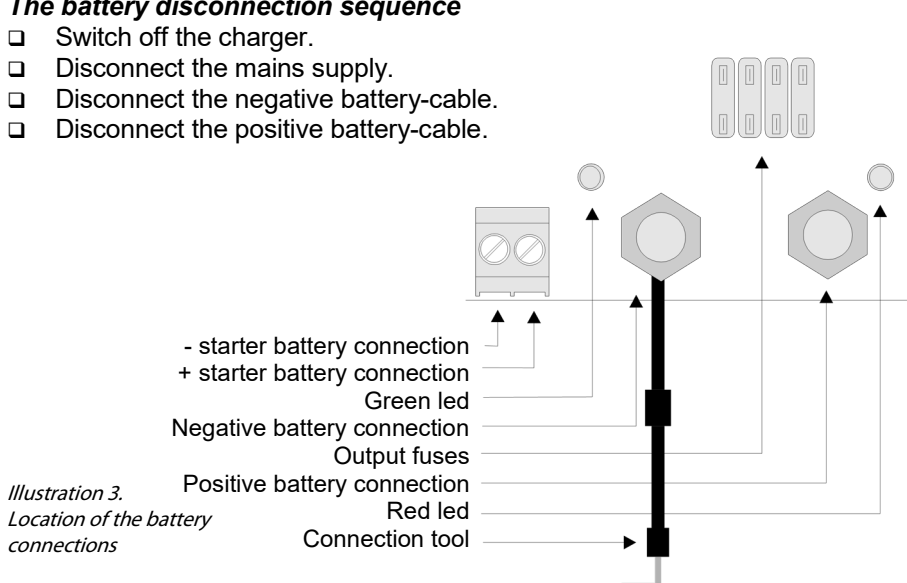 The battery disconnection sequence
❑ Switch off the charger.
❑ Disconnect the mains supply.
❑ Disconnect the negative battery-cable.
❑ Disconnect the positive battery-cable.
- starter battery connection
+ starter battery connection
Green led
Negative battery connection
Output fuses
Positive battery connection
Red led
Connection tool
Illustration 3.
Location of the battery
connections